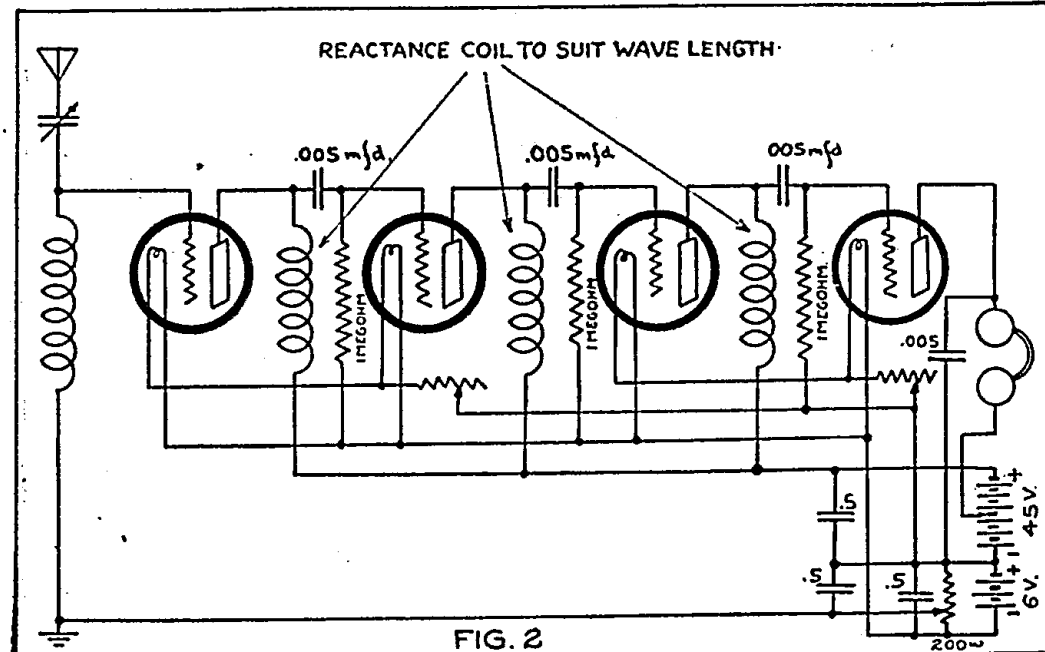 REACTANCE COIL TO SUIT WAVE LENGTH.
.005 mfd.
.005 mfd
005 mfd
1 MEGOHM
1 MEGOHM
1 MEGOHM
.005
+
.5
45 V.
-
.5
.5
+
6 V.
-
200 ω
FIG. 2